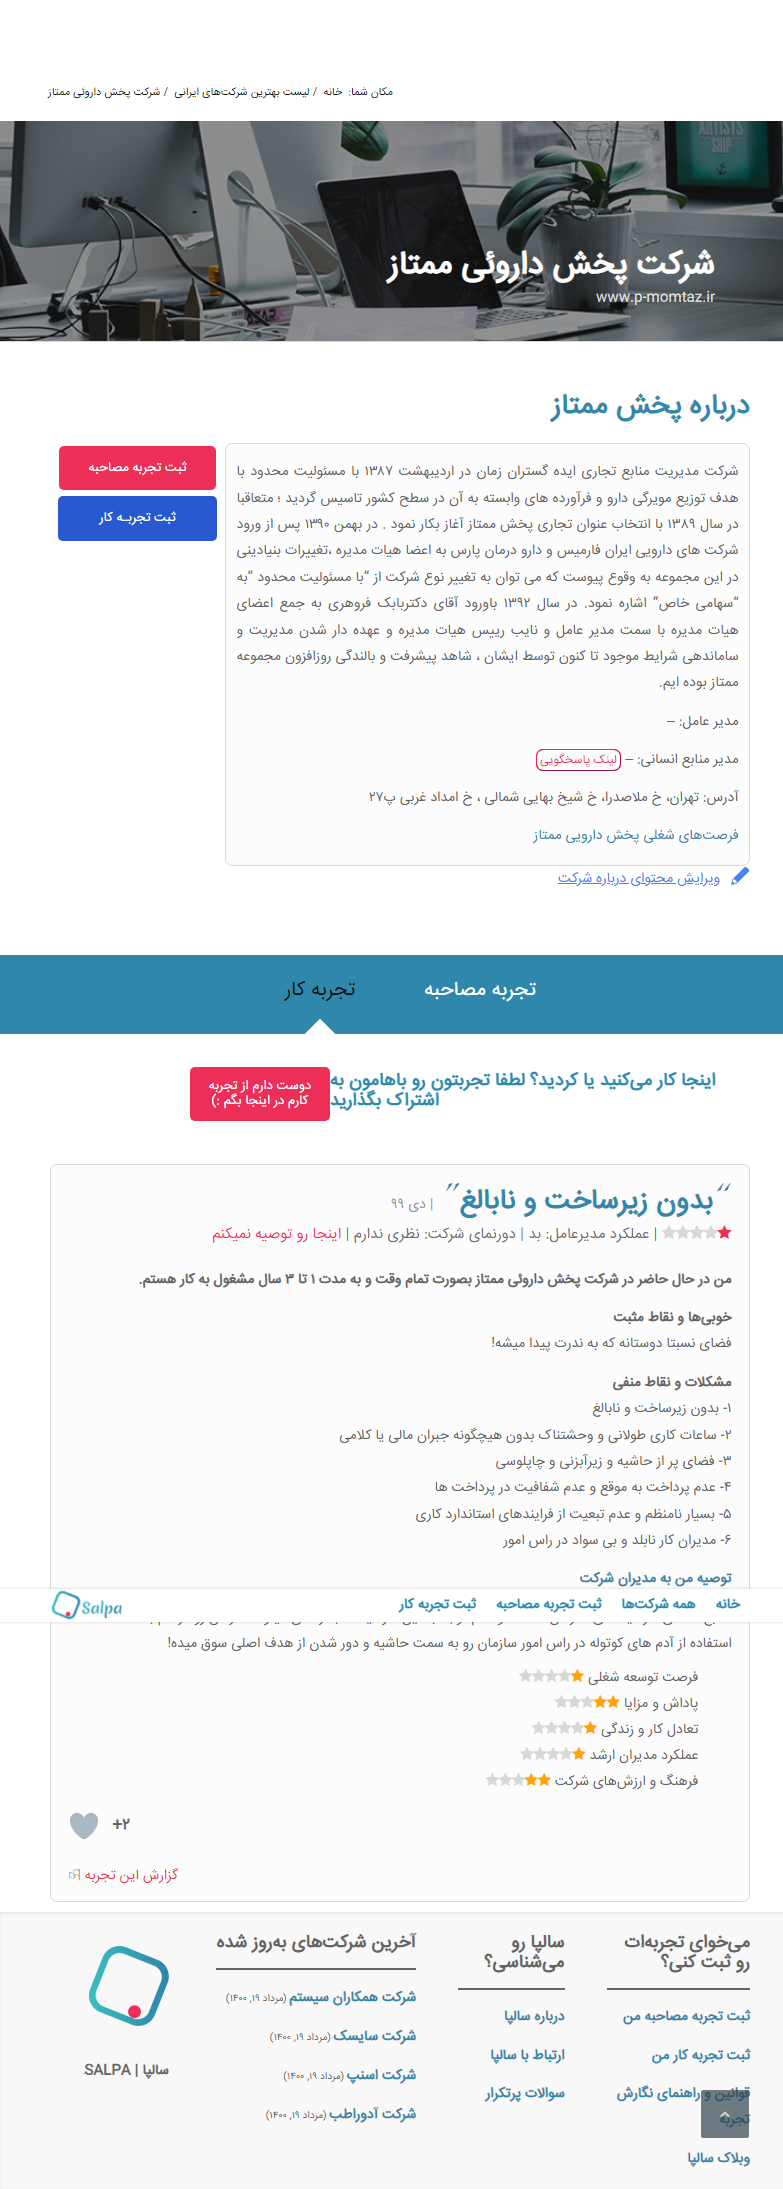 مکان شما: خانه / لیست بهترین شرکت‌های ایرانی / شرکت پخش داروئی ممتاز
ARTISTS
SHIP
شرکت پخش داروئی ممتاز
www.p-momtaz.ir
درباره پخش ممتاز
ثبت تجربه مصاحبه
ثبت تجربـه کار
شرکت مدیریت منابع تجاری ایده گستران زمان در اردیبهشت ۱۳۸۷ با مسئولیت محدود با
هدف توزیع مویرگی دارو و فرآورده های وابسته به آن در سطح کشور تاسیس گردید ؛ متعاقبا
در سال ۱۳۸۹ با انتخاب عنوان تجاری پخش ممتاز آغاز بکار نمود . در بهمن ۱۳۹۰ پس از ورود
شرکت های دارویی ایران فارمیس و دارو درمان پارس به اعضا هیات مدیره ،تغییرات بنیادینی
در این مجموعه به وقوع پیوست که می توان به تغییر نوع شرکت از “با مسئولیت محدود “به
“سهامی خاص” اشاره نمود. در سال ۱۳۹۲ باورود آقای دکتربابک فروهری به جمع اعضای
هیات مدیره با سمت مدیر عامل و نایب رییس هیات مدیره و عهده دار شدن مدیریت و
ساماندهی شرایط موجود تا کنون توسط ایشان ، شاهد پیشرفت و بالندگی روزافزون مجموعه
ممتاز بوده ایم.
مدیر عامل: –
مدیر منابع انسانی: – لینک پاسخگویی
آدرس: تهران، خ ملاصدرا، خ شیخ بهایی شمالی ، خ امداد غربی پ۲۷
فرصت‌های شغلی پخش دارویی ممتاز
ویرایش محتوای درباره شرکت
تجربه مصاحبه
تجربه کار
اینجا کار می‌کنید یا کردید؟ لطفا تجربتون رو باهامون به
اشتراک بگذارید
دوست دارم از تجربه
کارم در اینجا بگم :)
“بدون زیرساخت و نابالغ” | دی ۹۹
| عملکرد مدیرعامل: بد | دورنمای شرکت: نظری ندارم | اینجا رو توصیه نمیکنم
من در حال حاضر در شرکت پخش داروئی ممتاز بصورت تمام وقت و به مدت ۱ تا ۳ سال مشغول به کار هستم.
خوبی‌ها و نقاط مثبت
فضای نسبتا دوستانه که به ندرت پیدا میشه!
مشکلات و نقاط منفی
۱- بدون زیرساخت و نابالغ
۲- ساعات کاری طولانی و وحشتناک بدون هیچگونه جبران مالی یا کلامی
۳- فضای پر از حاشیه و زیرآبزنی و چاپلوسی
۴- عدم پرداخت به موقع و عدم شفافیت در پرداخت ها
۵- بسیار نامنظم و عدم تبعیت از فرایندهای استاندارد کاری
۶- مدیران کار نابلد و بی سواد در راس امور
توصیه من به مدیران شرکت
خانه
همه شرکت‌ها
ثبت تجربه مصاحبه
ثبت تجربه کار
Salpa
استفاده از آدم های کوتوله در راس امور سازمان رو به سمت حاشیه و دور شدن از هدف اصلی سوق میده!
فرصت توسعه شغلی
پاداش و مزایا
تعادل کار و زندگی
عملکرد مدیران ارشد
فرهنگ و ارزش‌های شرکت
+۲
گزارش این تجربه
می‌خوای تجربه‌ات
رو ثبت کنی؟
ثبت تجربه مصاحبه من
ثبت تجربه کار من
قوانین و راهنمای نگارش
تجربه
وبلاک سالپا
سالپا رو
می‌شناسی؟
درباره سالپا
ارتباط با سالپا
سوالات پرتکرار
آخرین شرکت‌های به‌روز شده
شرکت همکاران سیستم (مرداد ۱۹, ۱۴۰۰)
شرکت سایسک (مرداد ۱۹, ۱۴۰۰)
شرکت اسنپ (مرداد ۱۹, ۱۴۰۰)
شرکت آدوراطب (مرداد ۱۹, ۱۴۰۰)
سالپا | SALPA